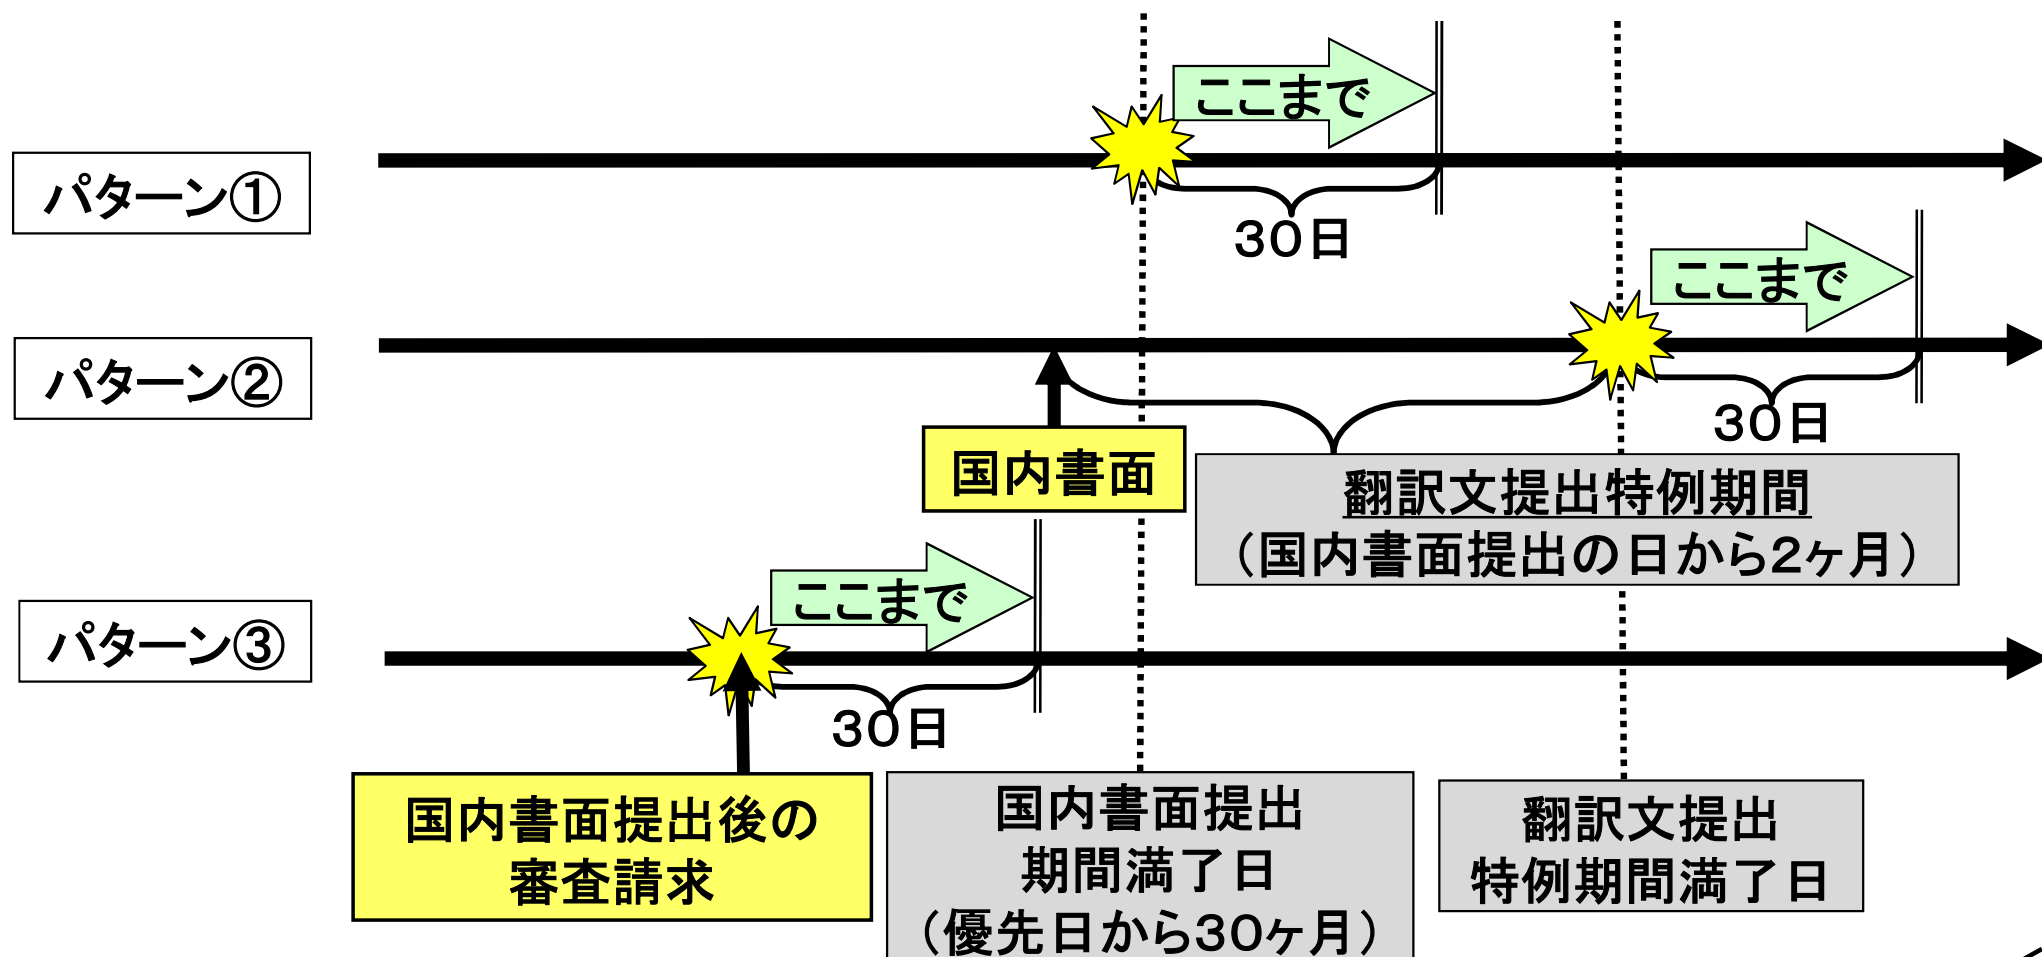 ここまで
パターン①
30日
ここまで
パターン②
30日
国内書面
翻訳文提出特例期間
（国内書面提出の日から2ヶ月）
ここまで
パターン③
30日
国内書面提出後の
審査請求
国内書面提出
期間満了日
（優先日から30ヶ月）
翻訳文提出
特例期間満了日